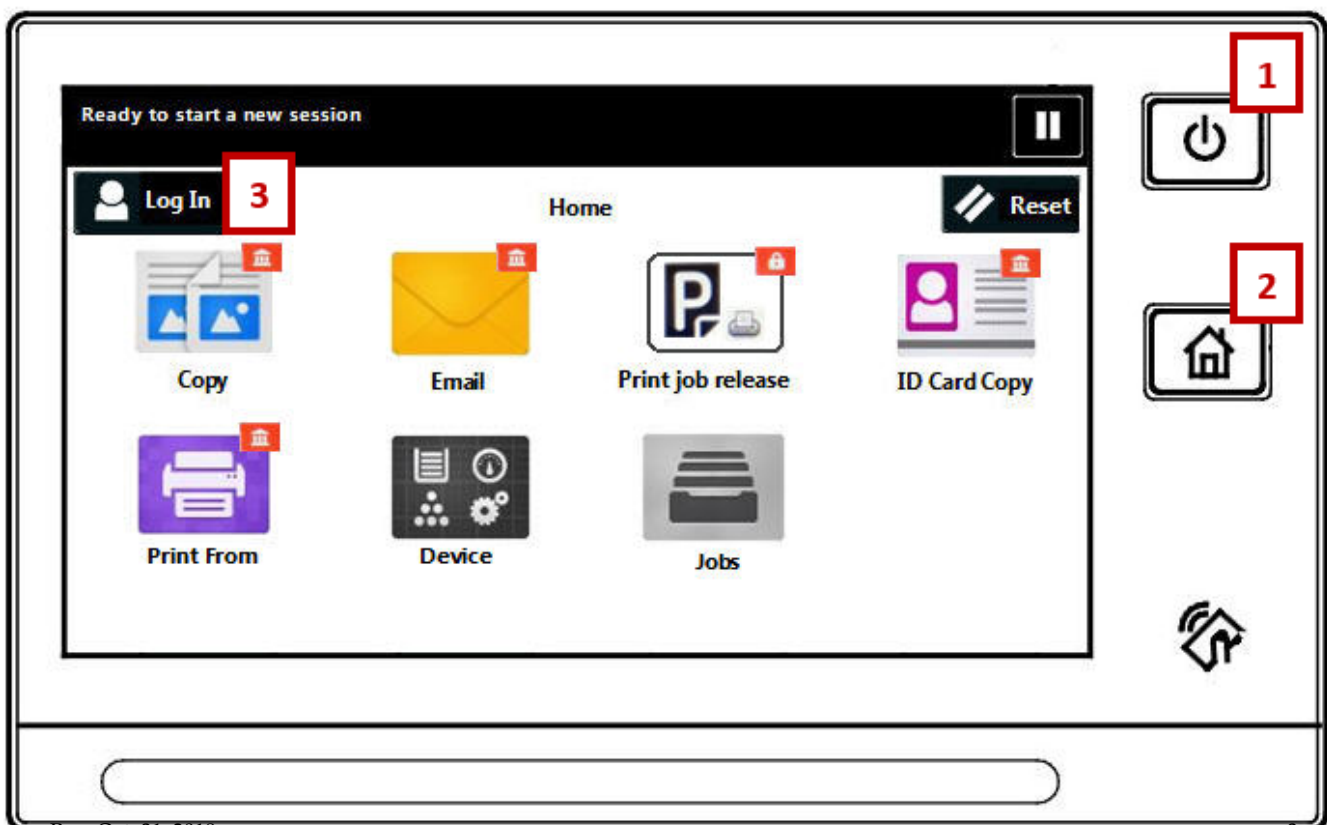 1
Ready to start a new session
Log In
3
Home
Reset
2
Copy
Email
P
Print job release
ID Card Copy
Print From
Device
Jobs